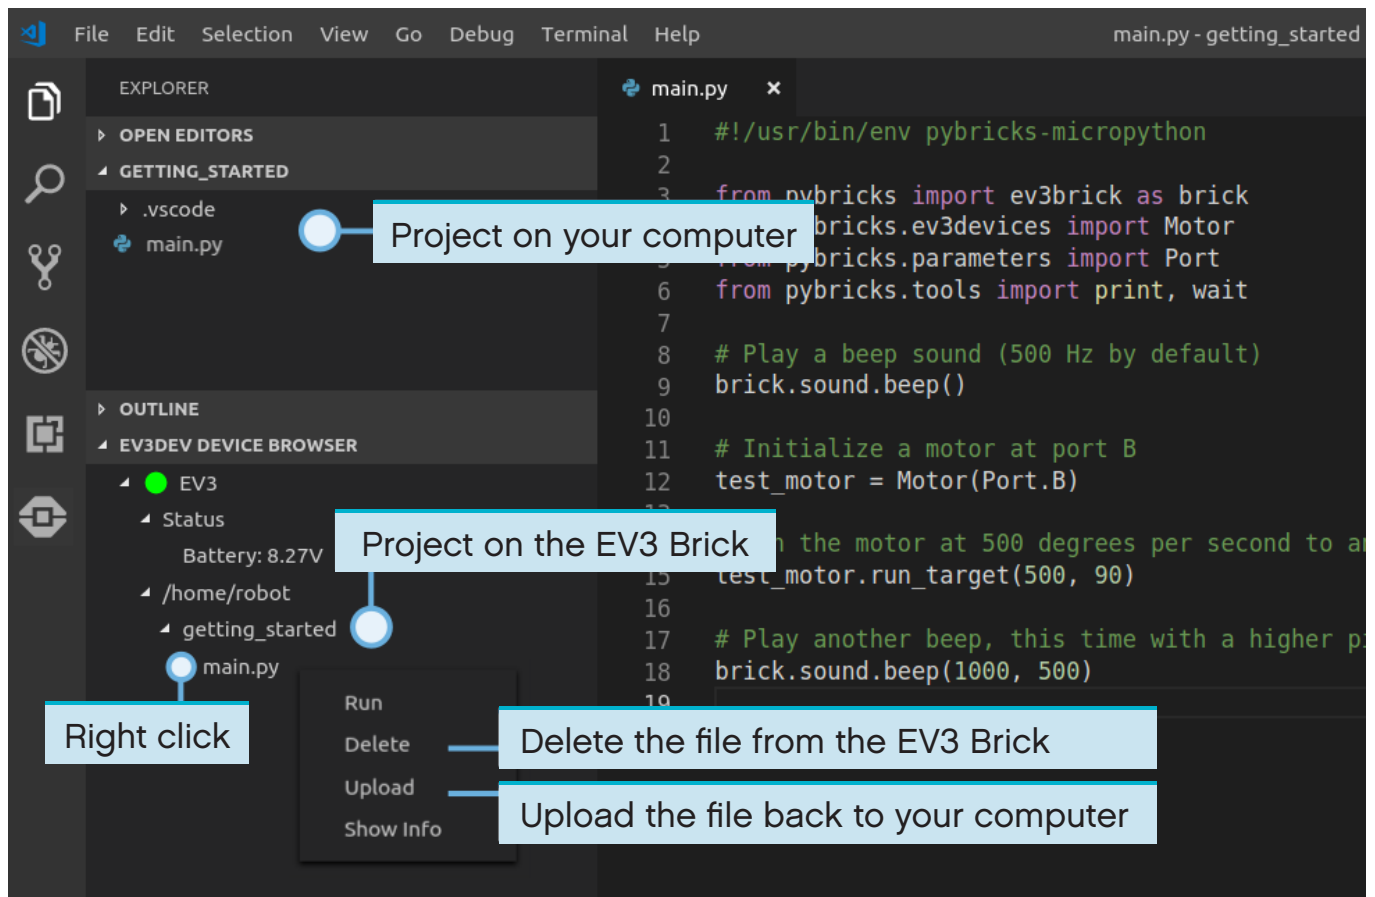 File Edit Selection View Go Debug Terminal Help
main.py - getting_started
EXPLORER
OPEN EDITORS
GETTING_STARTED
.vscode
main.py
Project on your computer
OUTLINE
EV3DEV DEVICE BROWSER
EV3
Status
Battery: 8.27V
Project on the EV3 Brick
/home/robot
getting_started
main.py
Right click
Run
Delete
Upload
Show Info
Delete the file from the EV3 Brick
Upload the file back to your computer
main.py ×
1 #!/usr/bin/env pybricks-micropython
2
3 from pybricks import ev3brick as brick
bricks.ev3devices import Motor
5 from pybricks.parameters import Port
6 from pybricks.tools import print, wait
7
8 # Play a beep sound (500 Hz by default)
9 brick.sound.beep()
10
11 # Initialize a motor at port B
12 test_motor = Motor(Port.B)
13
the motor at 500 degrees per second to
15 test_motor.run_target(500, 90)
16
17 # Play another beep, this time with a higher
18 brick.sound.beep(1000, 500)
19